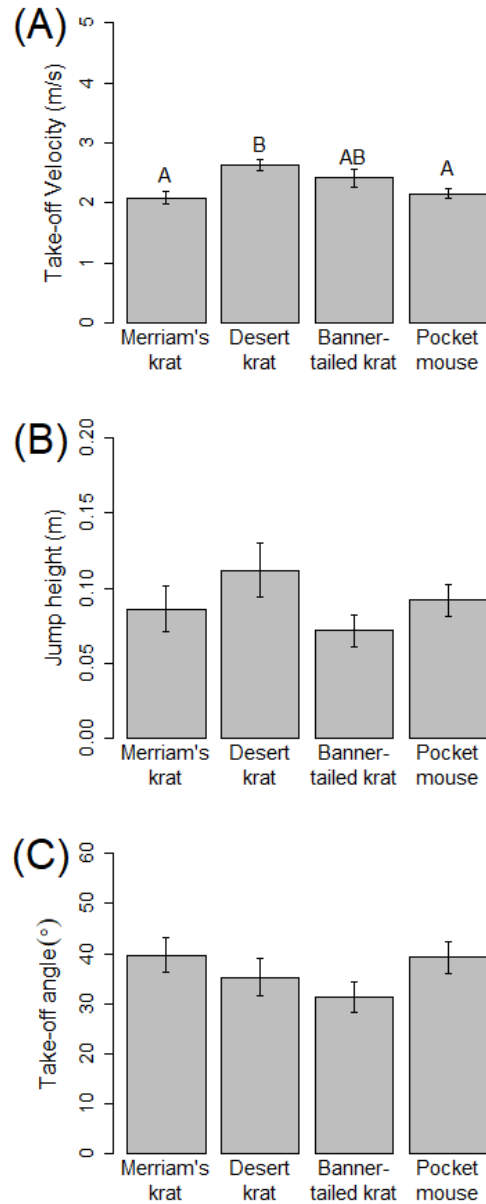 (A)
Take-off Velocity (m/s)
5
4
3
2
1
0
A
B
AB
A
Merriam's krat
Desert krat
Banner-tailed krat
Pocket mouse
(B)
Jump height (m)
0.20
0.15
0.10
0.05
0.00
Merriam's krat
Desert krat
Banner-tailed krat
Pocket mouse
(C)
Take-off angle(°)
60
50
40
30
20
10
0
Merriam's krat
Desert krat
Banner-tailed krat
Pocket mouse